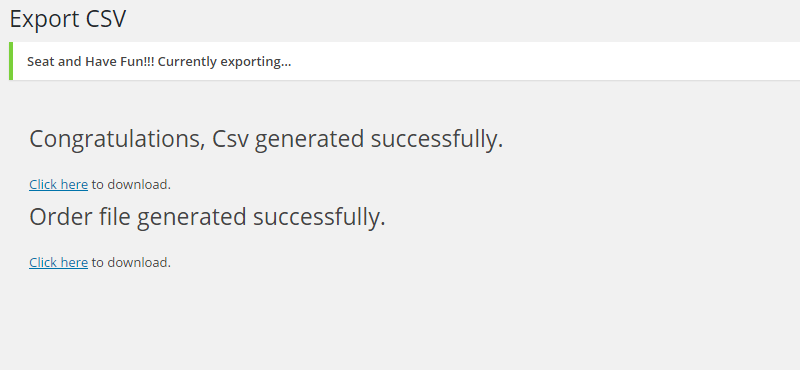 Export CSV
Seat and Have Fun!!! Currently exporting...
Congratulations, Csv generated successfully.
Click here to download.
Order file generated successfully.
Click here to download.